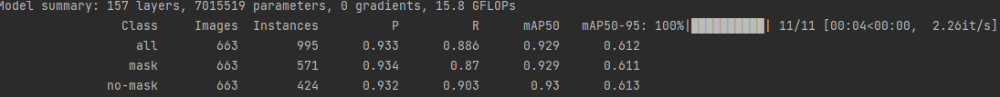 Model summary: 157 layers, 7015519 parameters, 0 gradients, 15.8 GFLOPs
Class Images Instances P R mAP50 mAP50-95: 100%|██████████| 11/11 [00:04<00:00, 2.26it/s]
all 663 995 0.933 0.886 0.929 0.612
mask 663 571 0.934 0.87 0.929 0.611
no-mask 663 424 0.932 0.903 0.93 0.613